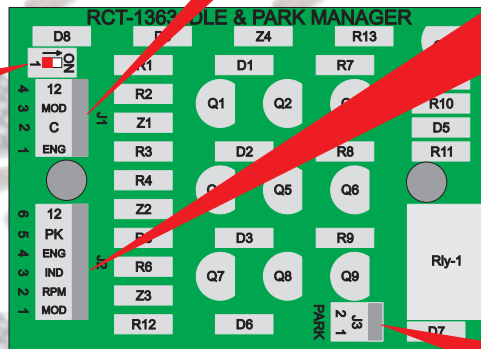 RCT-1363 IDLE & PARK MANAGER
D8
Z4
R13
ON
1
R1
D1
R7
4 12
3 MOD
2 C
1 ENG
J1
R2
Q1
Q2
R10
Z1
D5
R3
D2
R8
R11
R4
Q5
Q6
Z2
6 12
5 PK
4 ENG
3 IND
2 RPM
1 MOD
J2
D3
R9
Rly-1
R6
Q7
Q8
Q9
Z3
PARK
2 1
J3
R12
D6
D7